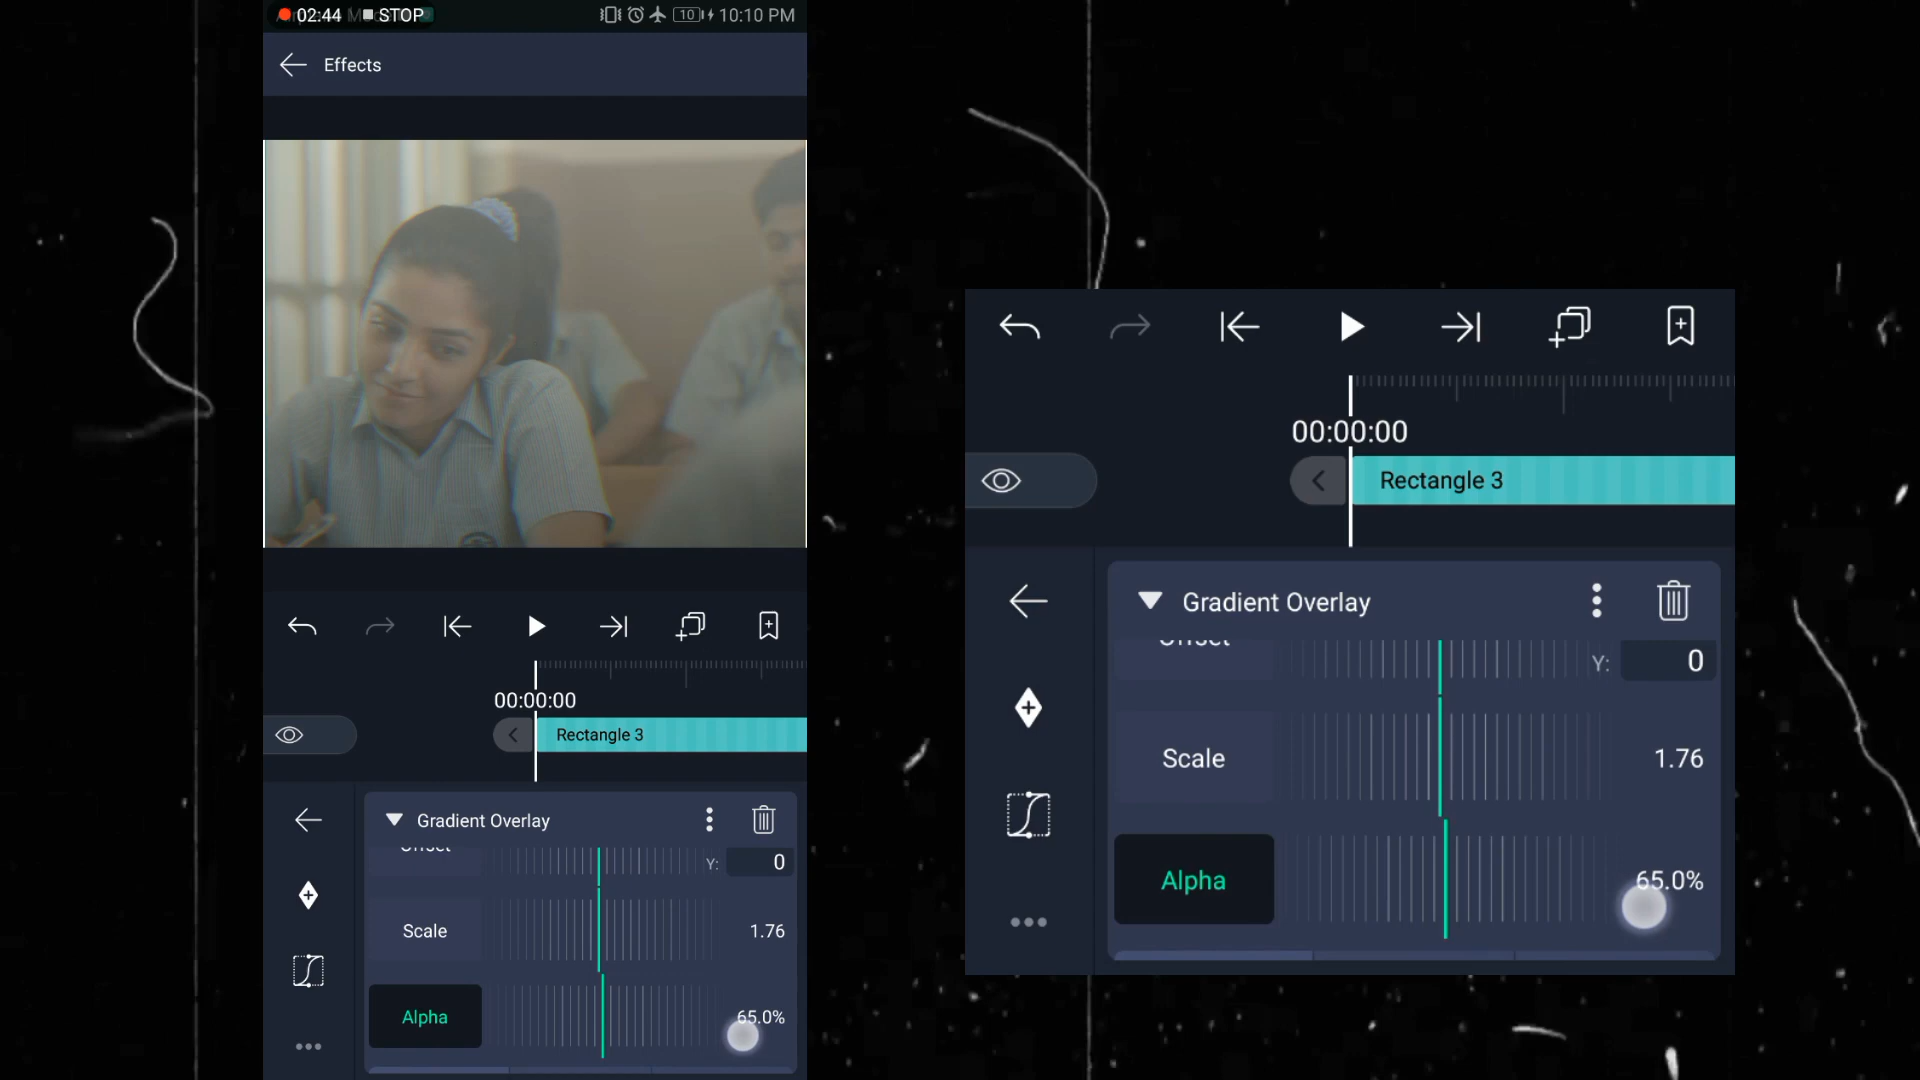 02:44 STOP
10 10:10 PM
Effects
00:00:00
Rectangle 3
Gradient Overlay
Offset Y: 0
Scale 1.76
Alpha 65.0%
00:00:00
Rectangle 3
Gradient Overlay
Offset Y: 0
Scale 1.76
Alpha 65.0%